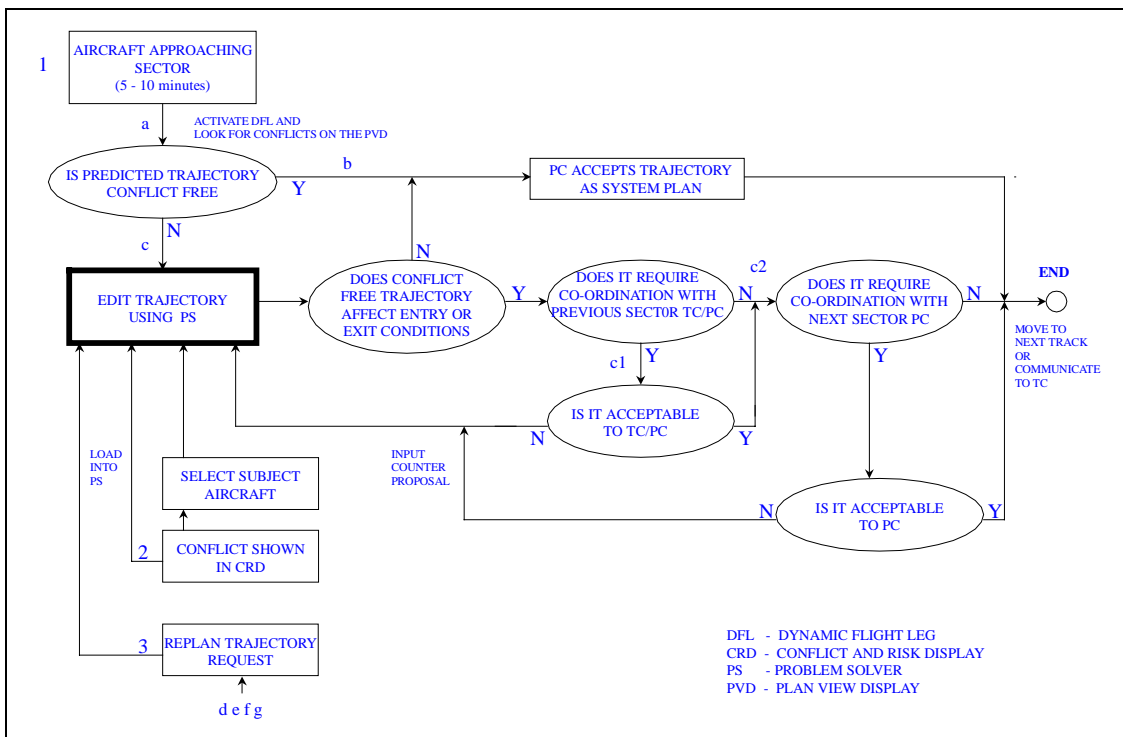 1
AIRCRAFT APPROACHING
SECTOR
(5 - 10 minutes)
a
ACTIVATE DFL AND
LOOK FOR CONFLICTS ON THE PVD
IS PREDICTED TRAJECTORY
CONFLICT FREE
Y
b
PC ACCEPTS TRAJECTORY
AS SYSTEM PLAN
c
N
EDIT TRAJECTORY
USING PS
N
DOES CONFLICT
FREE TRAJECTORY
AFFECT ENTRY OR
EXIT CONDITIONS
Y
DOES IT REQUIRE
CO-ORDINATION WITH
PREVIOUS SECT0R TC/PC
c2
N
DOES IT REQUIRE
CO-ORDINATION WITH
NEXT SECTOR PC
N
END
MOVE TO
NEXT TRACK
OR
COMMUNICATE
TO TC
c1
Y
Y
IS IT ACCEPTABLE
TO TC/PC
N
Y
LOAD
INTO
PS
INPUT
COUNTER
PROPOSAL
SELECT SUBJECT
AIRCRAFT
N
IS IT ACCEPTABLE
TO PC
Y
2
CONFLICT SHOWN
IN CRD
3
REPLAN TRAJECTORY
REQUEST
d e f g
DFL - DYNAMIC FLIGHT LEG
CRD - CONFLICT AND RISK DISPLAY
PS - PROBLEM SOLVER
PVD - PLAN VIEW DISPLAY